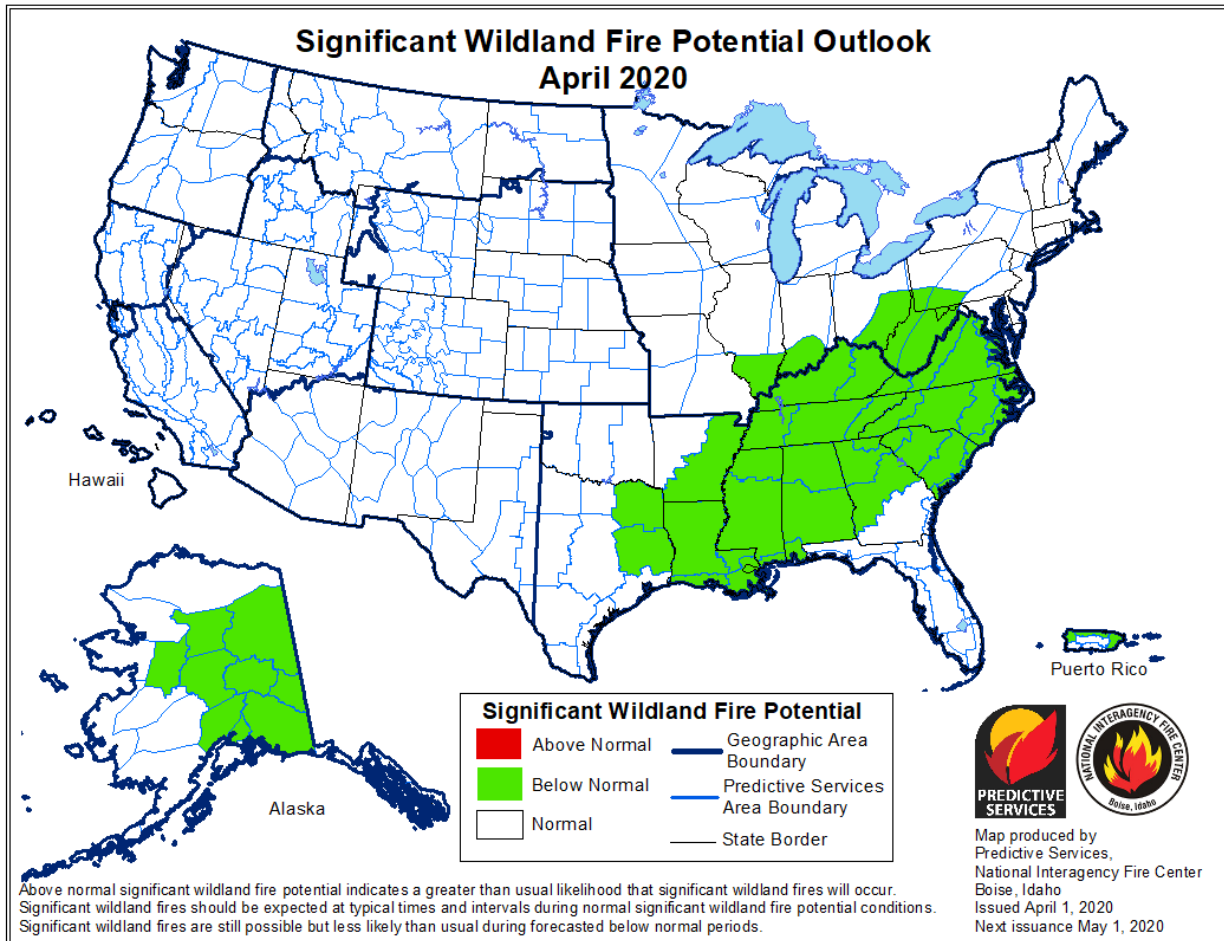 Significant Wildland Fire Potential Outlook
April 2020
Hawaii
Alaska
Puerto Rico
Significant Wildland Fire Potential
Above Normal
Below Normal
Normal
Geographic Area
Boundary
Predictive Services
Area Boundary
State Border
PREDICTIVE
SERVICES
NATIONAL INTERAGENCY FIRE CENTER
Boise, Idaho
Above normal significant wildland fire potential indicates a greater than usual likelihood that significant wildland fires will occur.
Significant wildland fires should be expected at typical times and intervals during normal significant wildland fire potential conditions.
Significant wildland fires are still possible but less likely than usual during forecasted below normal periods.
Map produced by
Predictive Services,
National Interagency Fire Center
Boise, Idaho
Issued April 1, 2020
Next issuance May 1, 2020